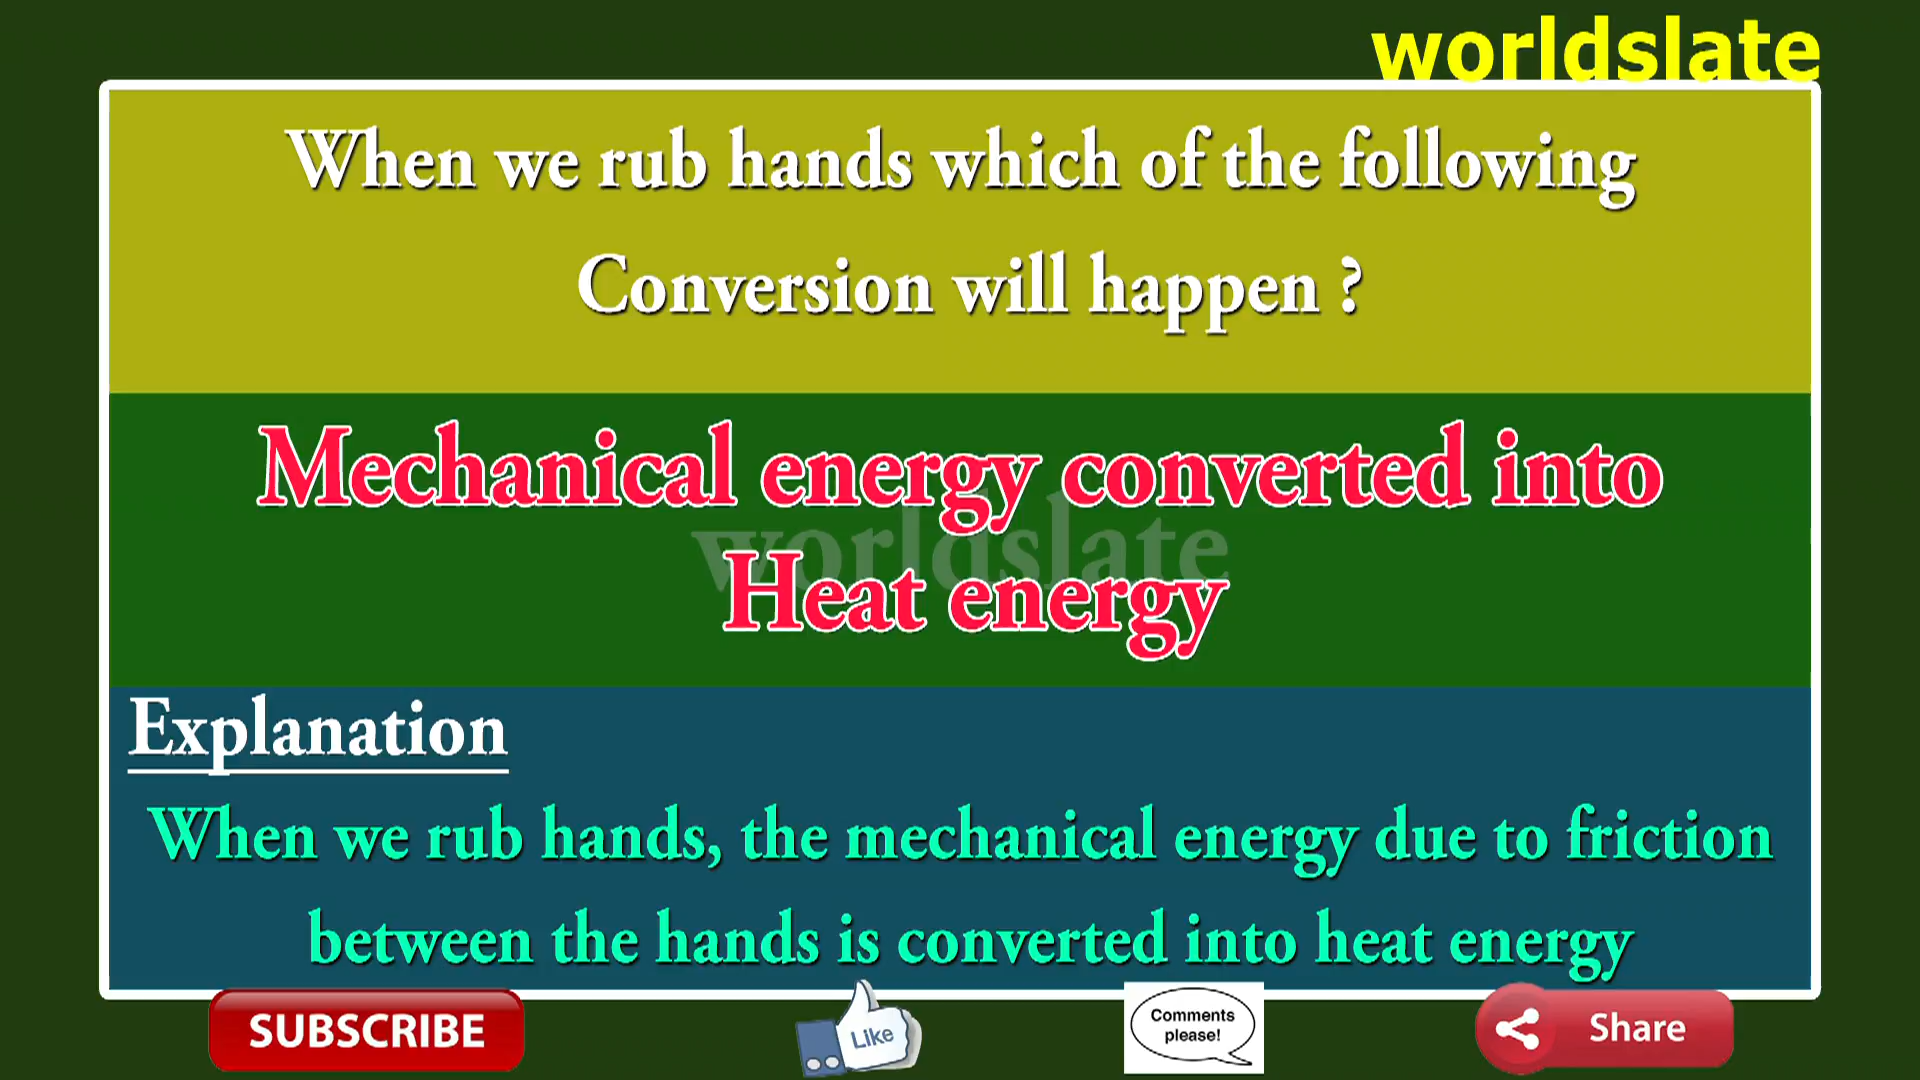 worldslate
When we rub hands which of the following
Conversion will happen ?
Mechanical energy converted into
worldslate
Heat energy
Explanation
When we rub hands, the mechanical energy due to friction
between the hands is converted into heat energy
SUBSCRIBE
Like
Comments
please!
Share